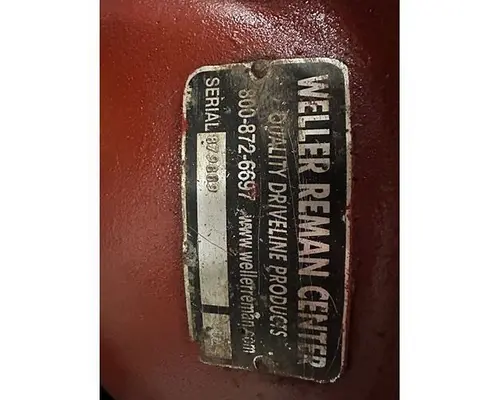 WELLER REMAN CENTER
QUALITY DRIVELINE PRODUCTS
800-872-6697 www.wellerreman.com
SERIAL